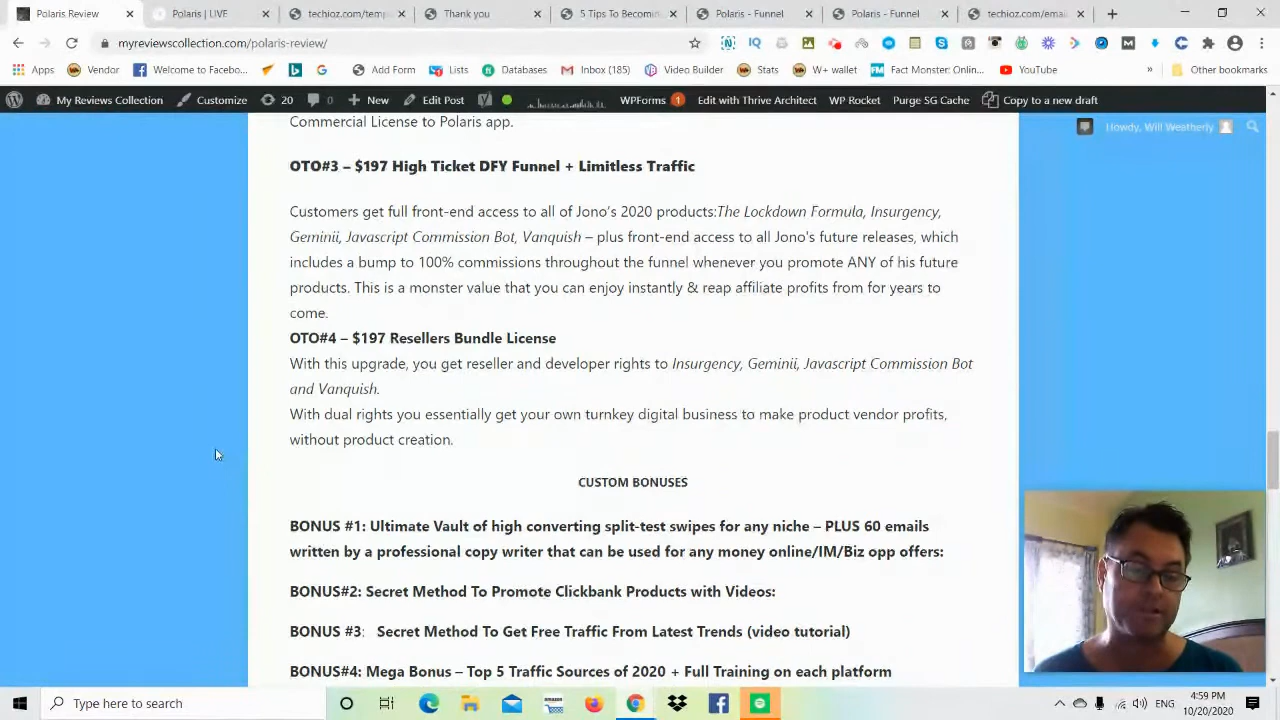 Polaris Review
Polaris | LIVE
techioz.com/temp
Thank you
5 Tips To Becomin
Polaris - Funnel
Polaris - Funnel
techioz.com/email
myreviewscollection.com/polaris-review/
Apps Vendor Welcome to Facebo... Add Form Lists Databases Inbox (185) Video Builder Stats W+ wallet Fact Monster: Onlin... YouTube » Other bookmarks
My Reviews Collection Customize 20 0 New Edit Post WPForms 1 Edit with Thrive Architect WP Rocket Purge SG Cache Copy to a new draft
Howdy, Will Weatherly
Commercial License to Polaris app.
OTO#3 – $197 High Ticket DFY Funnel + Limitless Traffic
Customers get full front-end access to all of Jono's 2020 products:The Lockdown Formula, Insurgency,
Geminii, Javascript Commission Bot, Vanquish – plus front-end access to all Jono's future releases, which
includes a bump to 100% commissions throughout the funnel whenever you promote ANY of his future
products. This is a monster value that you can enjoy instantly & reap affiliate profits from for years to
come.
OTO#4 – $197 Resellers Bundle License
With this upgrade, you get reseller and developer rights to Insurgency, Geminii, Javascript Commission Bot
and Vanquish.
With dual rights you essentially get your own turnkey digital business to make product vendor profits,
without product creation.
CUSTOM BONUSES
BONUS #1: Ultimate Vault of high converting split-test swipes for any niche – PLUS 60 emails
written by a professional copy writer that can be used for any money online/IM/Biz opp offers:
BONUS#2: Secret Method To Promote Clickbank Products with Videos:
BONUS #3: Secret Method To Get Free Traffic From Latest Trends (video tutorial)
BONUS#4: Mega Bonus – Top 5 Traffic Sources of 2020 + Full Training on each platform
Type here to search
ENG
4:59 PM
10/20/2020